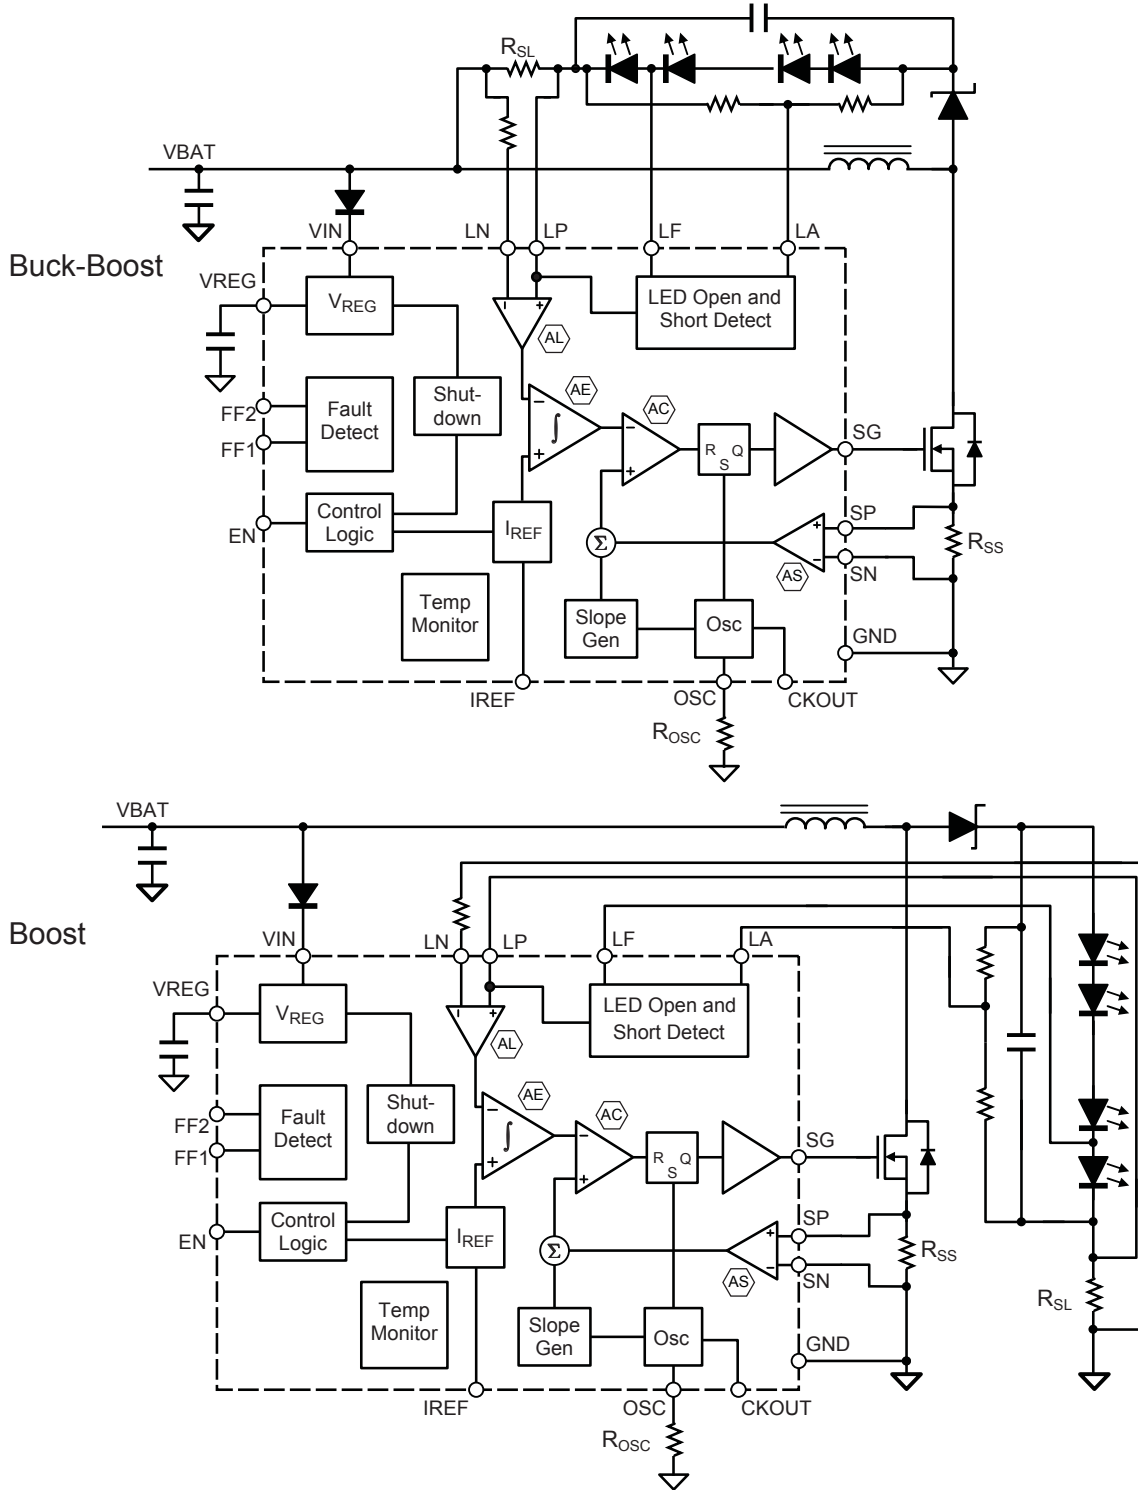 RSL
VBAT
VIN
LN
LP
LF
LA
Buck-Boost
VREG
VREG
LED Open and
Short Detect
AL
Shut-
down
AE
AC
FF2
Fault
Detect
FF1
R S Q
SG
EN
Control
Logic
IREF
Σ
AS
SP
SN
RSS
Temp
Monitor
Slope
Gen
Osc
GND
IREF
OSC
CKOUT
ROSC
VBAT
Boost
VIN
LN
LP
LF
LA
VREG
VREG
LED Open and
Short Detect
AL
Shut-
down
AE
AC
FF2
Fault
Detect
FF1
R S Q
SG
EN
Control
Logic
IREF
Σ
AS
SP
SN
RSS
RSL
Temp
Monitor
Slope
Gen
Osc
GND
IREF
OSC
CKOUT
ROSC